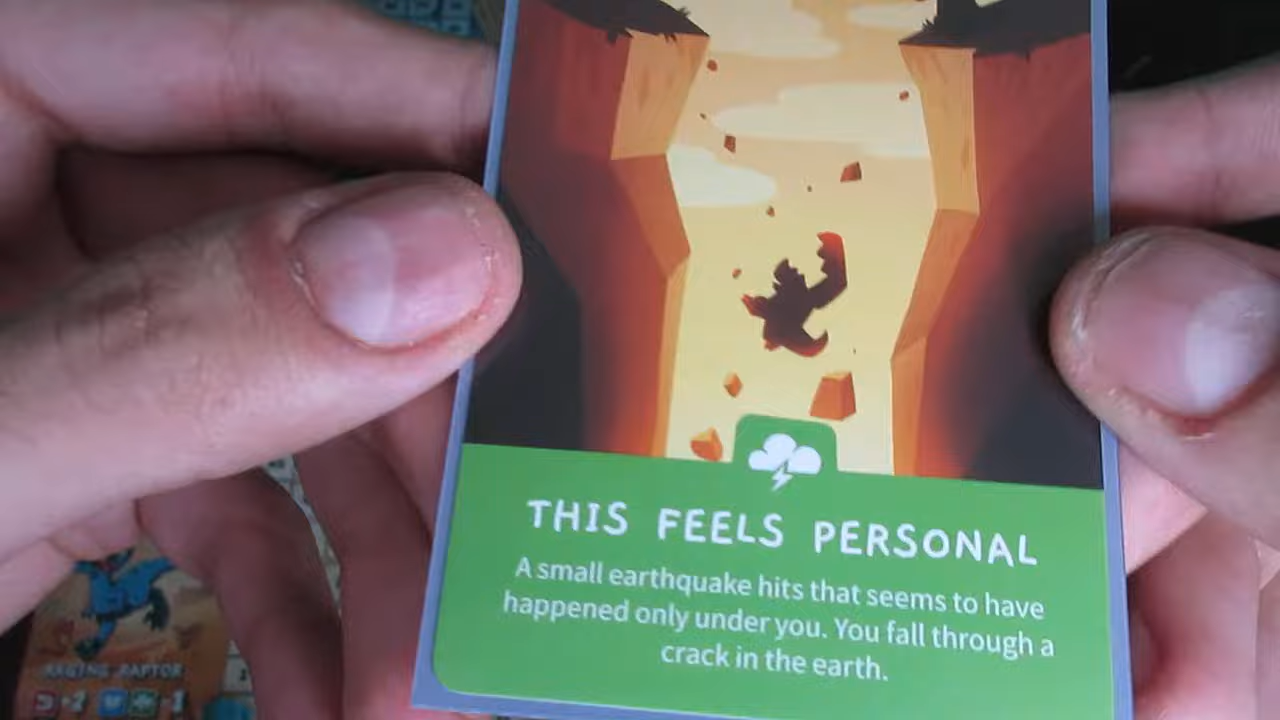 THIS FEELS PERSONAL
A small earthquake hits that seems to have
happened only under you. You fall through a
crack in the earth.
RAGING RAPTOR